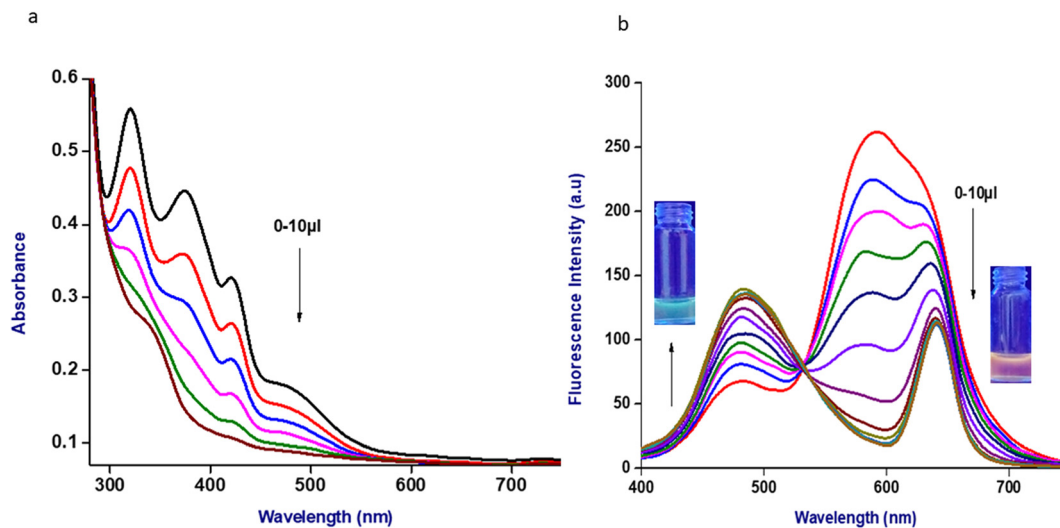 a
0.6
0.5
0.4
0.3
0.2
0.1
Absorbance
0-10µl
300 400 500 600 700
Wavelength (nm)
b
300
250
200
150
100
50
0
Fluorescence Intensity (a.u)
0-10µl
400 500 600 700
Wavelength (nm)